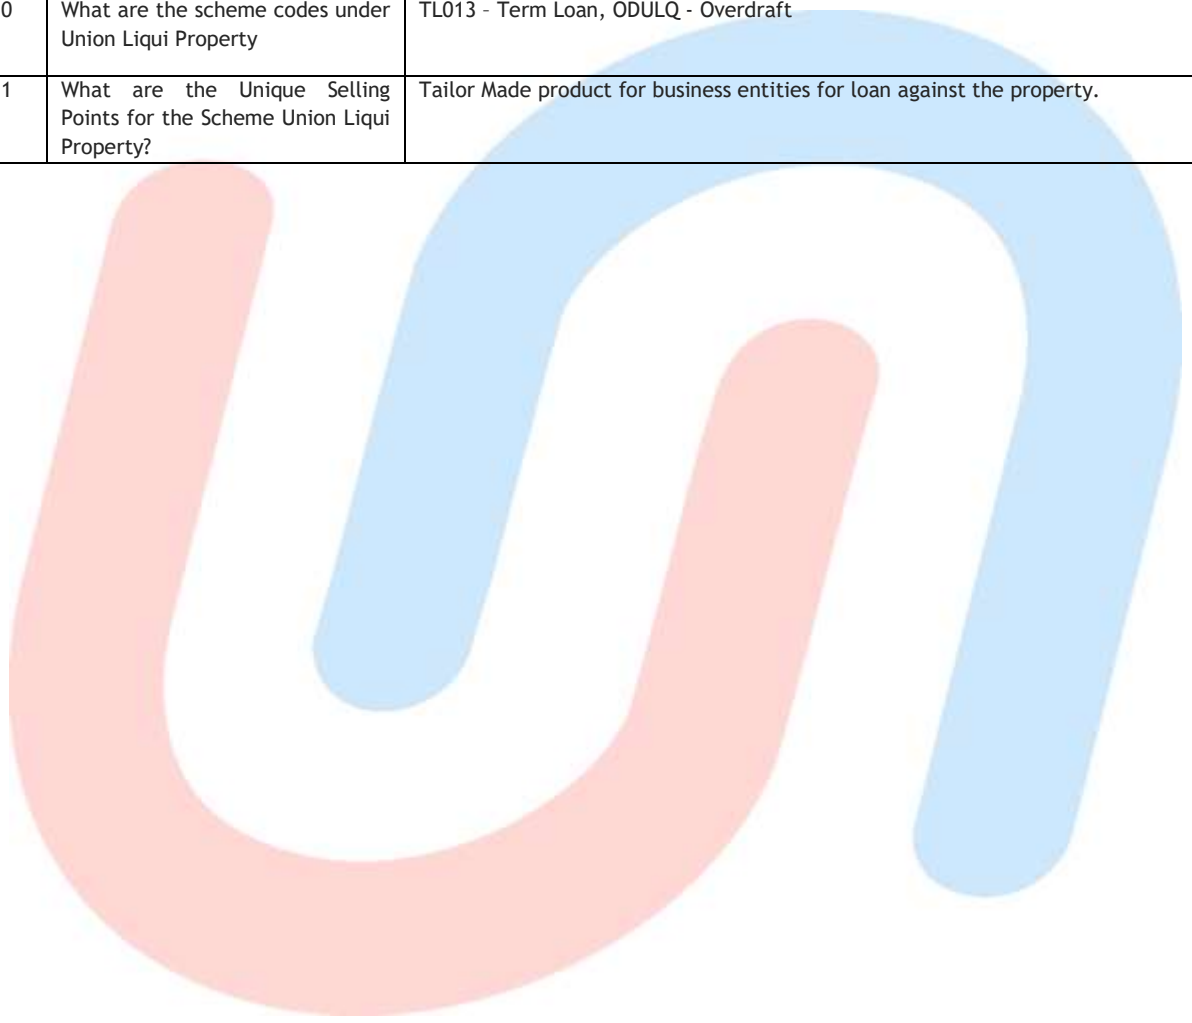 0 What are the scheme codes under TL013 – Term Loan, ODULQ - Overdraft
Union Liqui Property
1 What are the Unique Selling Tailor Made product for business entities for loan against the property.
Points for the Scheme Union Liqui
Property?